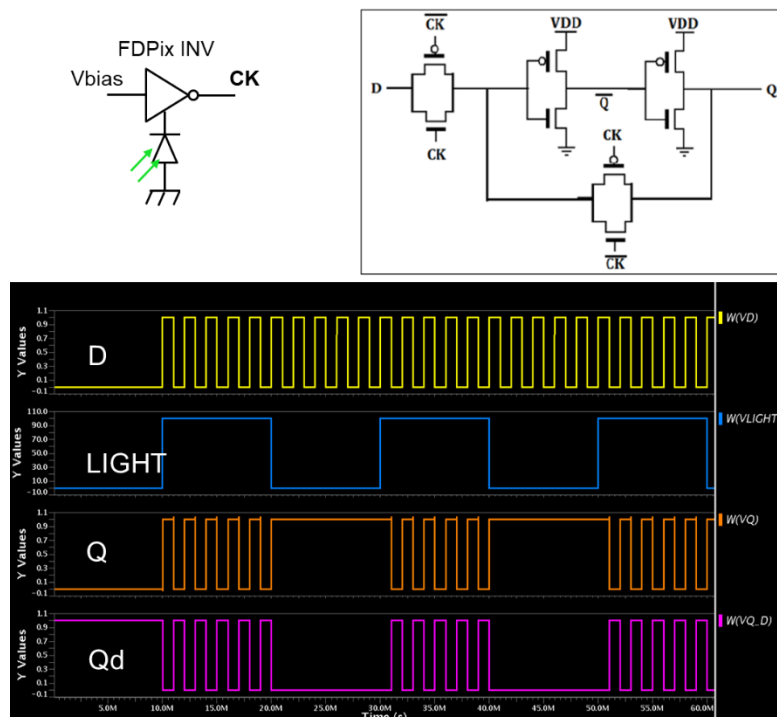 FDPix INV
Vbias
CK
CK
VDD
VDD
D
Q
Q
CK
CK
CK
Y Values
1.1
0.9
0.7
0.5
0.3
0.1
−0.1
D
W(VD)
Y Values
110.0
90.0
70.0
50.0
30.0
10.0
−10.0
LIGHT
W(VLIGHT
Y Values
1.1
0.9
0.7
0.5
0.3
0.1
−0.1
Q
W(VQ)
Y Values
1.1
0.9
0.7
0.5
0.3
0.1
−0.1
Qd
W(VQ_D)
5.0M
10.0M
15.0M
20.0M
25.0M
30.0M
35.0M
40.0M
45.0M
50.0M
55.0M
60.0M
Time (s)